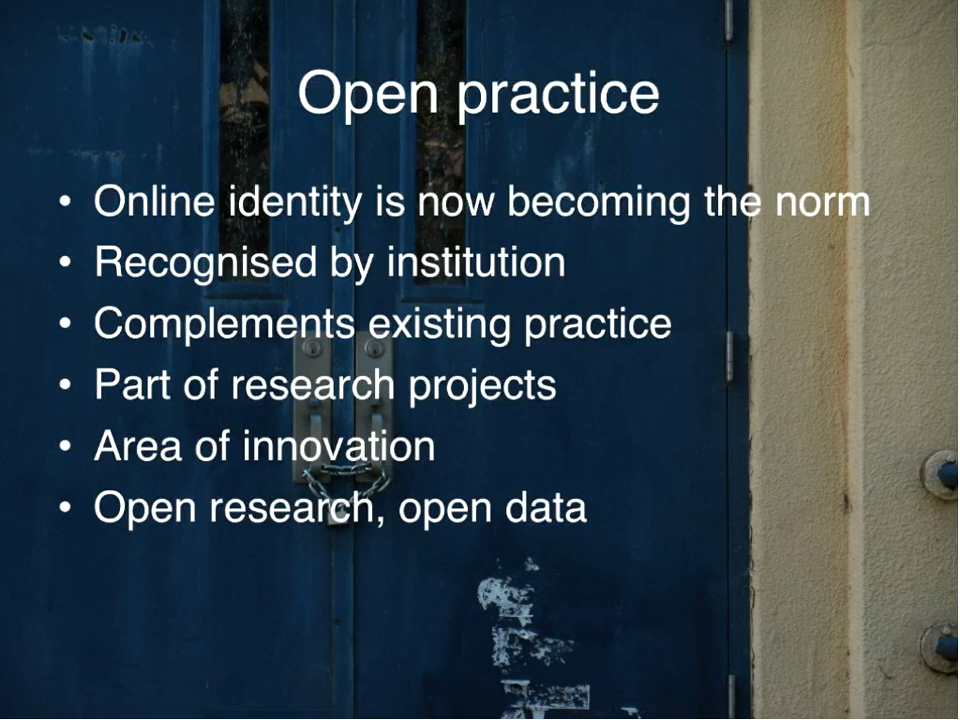 Open practice
• Online identity is now becoming the norm
• Recognised by institution
• Complements existing practice
• Part of research projects
• Area of innovation
• Open research, open data